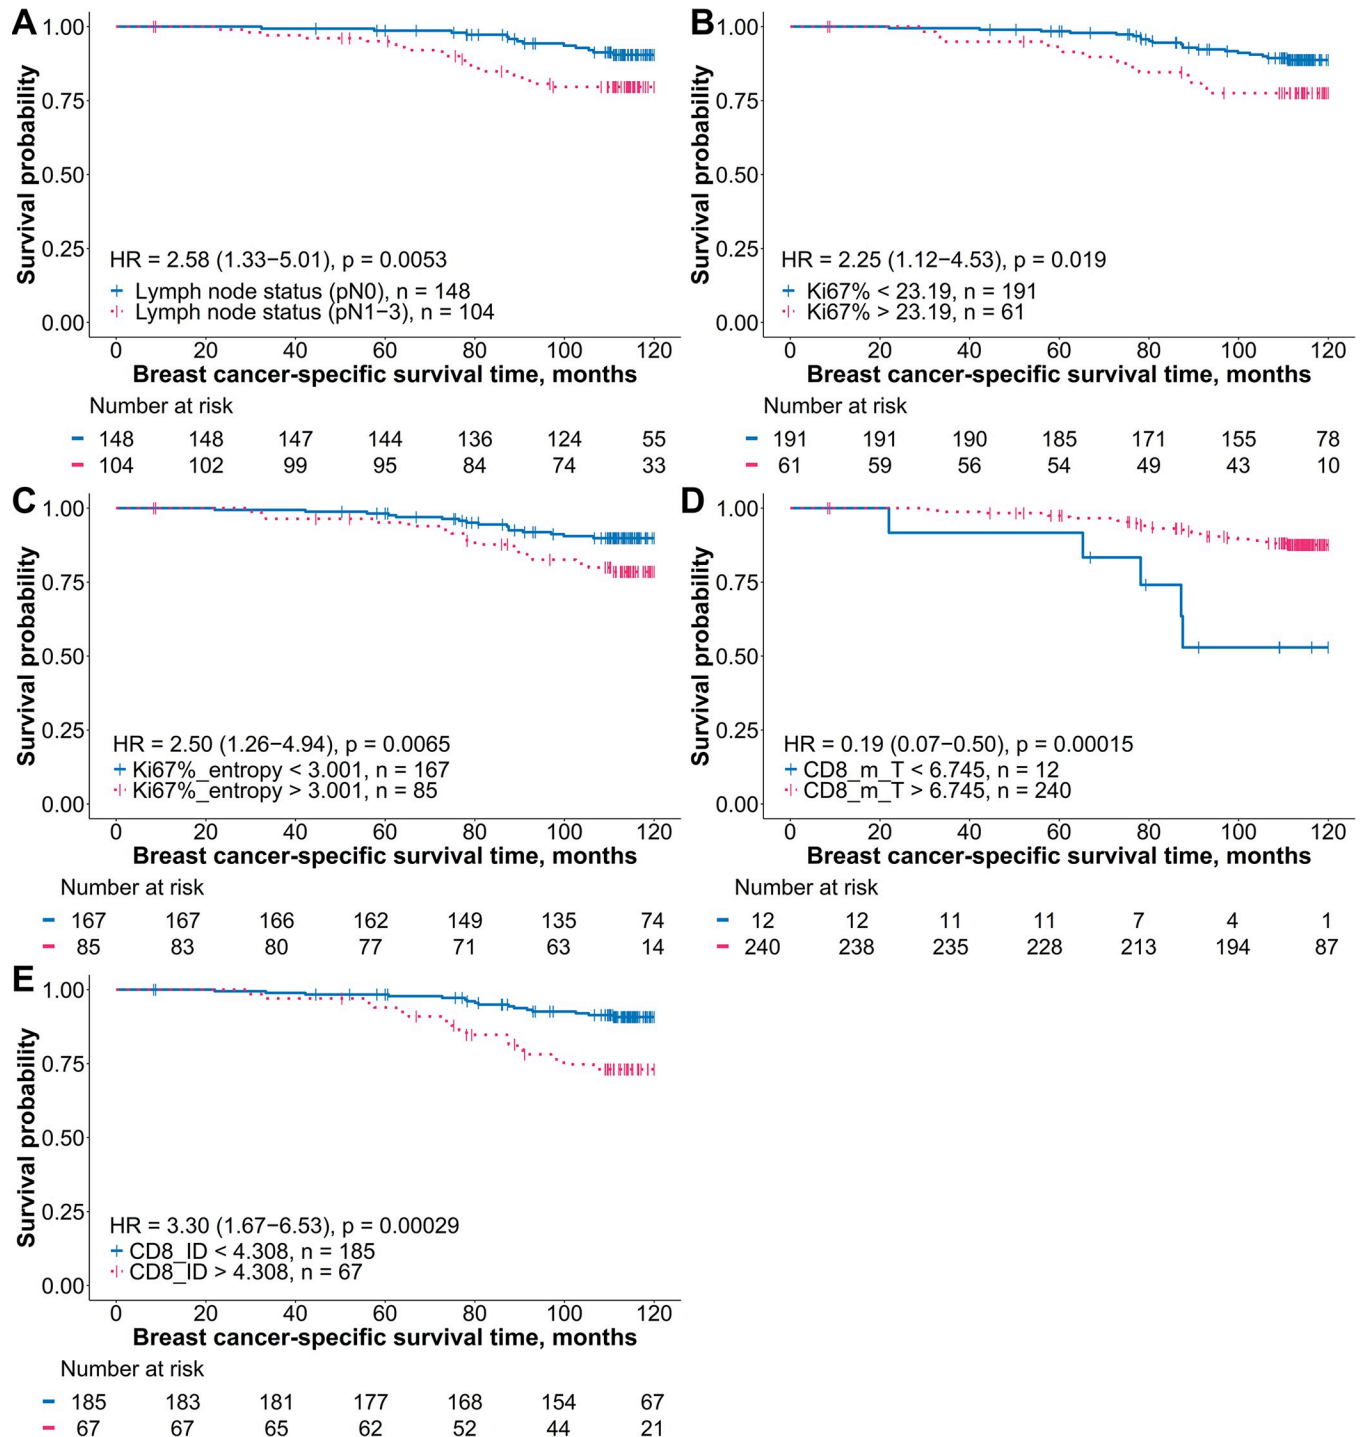 A
Survival probability
1.00
0.75
0.50
0.25
0.00
HR = 2.58 (1.33−5.01), p = 0.0053
Lymph node status (pN0), n = 148
Lymph node status (pN1−3), n = 104
0 20 40 60 80 100 120
Breast cancer-specific survival time, months
Number at risk
148 148 147 144 136 124 55
104 102 99 95 84 74 33
B
Survival probability
1.00
0.75
0.50
0.25
0.00
HR = 2.25 (1.12−4.53), p = 0.019
Ki67% < 23.19, n = 191
Ki67% > 23.19, n = 61
0 20 40 60 80 100 120
Breast cancer-specific survival time, months
Number at risk
191 191 190 185 171 155 78
61 59 56 54 49 43 10
C
Survival probability
1.00
0.75
0.50
0.25
0.00
HR = 2.50 (1.26−4.94), p = 0.0065
Ki67%_entropy < 3.001, n = 167
Ki67%_entropy > 3.001, n = 85
0 20 40 60 80 100 120
Breast cancer-specific survival time, months
Number at risk
167 167 166 162 149 135 74
85 83 80 77 71 63 14
D
Survival probability
1.00
0.75
0.50
0.25
0.00
HR = 0.19 (0.07−0.50), p = 0.00015
CD8_m_T < 6.745, n = 12
CD8_m_T > 6.745, n = 240
0 20 40 60 80 100 120
Breast cancer-specific survival time, months
Number at risk
12 12 11 11 7 4 1
240 238 235 228 213 194 87
E
Survival probability
1.00
0.75
0.50
0.25
0.00
HR = 3.30 (1.67−6.53), p = 0.00029
CD8_ID < 4.308, n = 185
CD8_ID > 4.308, n = 67
0 20 40 60 80 100 120
Breast cancer-specific survival time, months
Number at risk
185 183 181 177 168 154 67
67 67 65 62 52 44 21